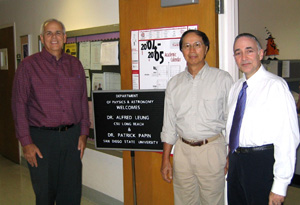 2004-
2005
DEPARTMENT
OF PHYSICS & ASTRONOMY
WELCOMES
DR. ALFRED LEUNG
CSU LONG BEACH
&
DR. PATRICK PAPIN
SAN DIEGO STATE UNIVERSITY